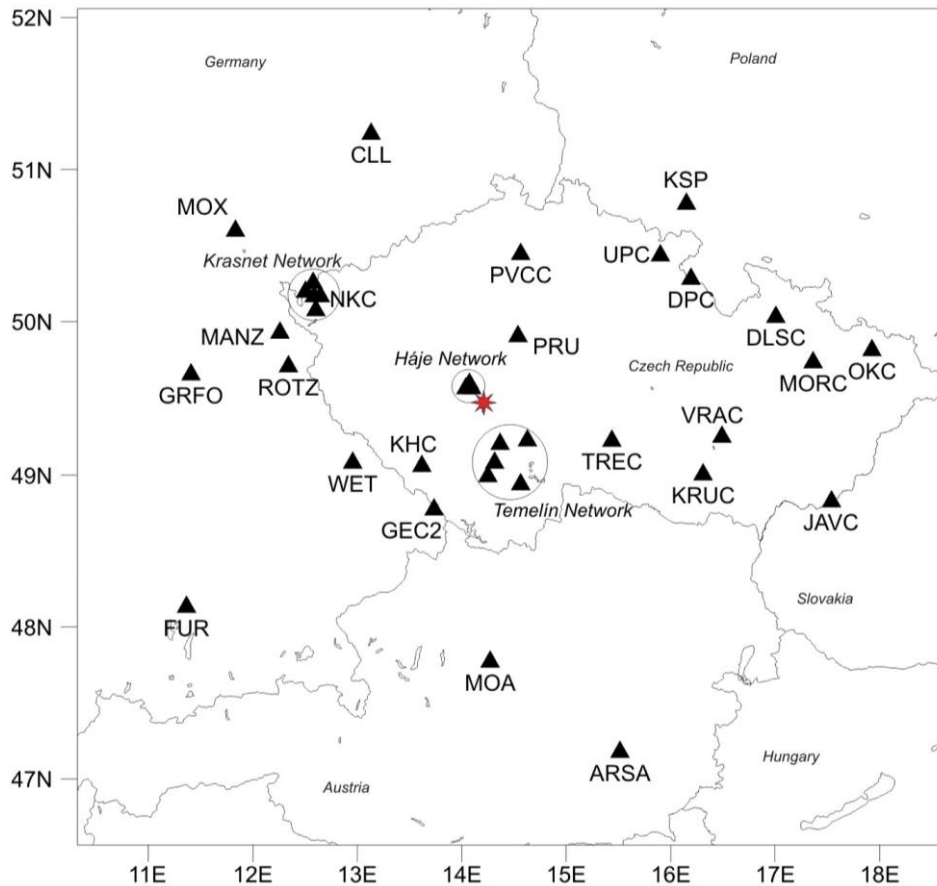 52N
Germany
Poland
CLL
51N
KSP
MOX
Krasnet Network
UPC
PVCC
DPC
NKC
50N
MANZ
PRU
DLSC
Háje Network
Czech Republic
OKC
MORC
ROTZ
GRFO
VRAC
KHC
TREC
49N
WET
KRUC
Temelín Network
JAVC
GEC2
Slovakia
48N
FUR
MOA
47N
Hungary
ARSA
Austria
11E 12E 13E 14E 15E 16E 17E 18E